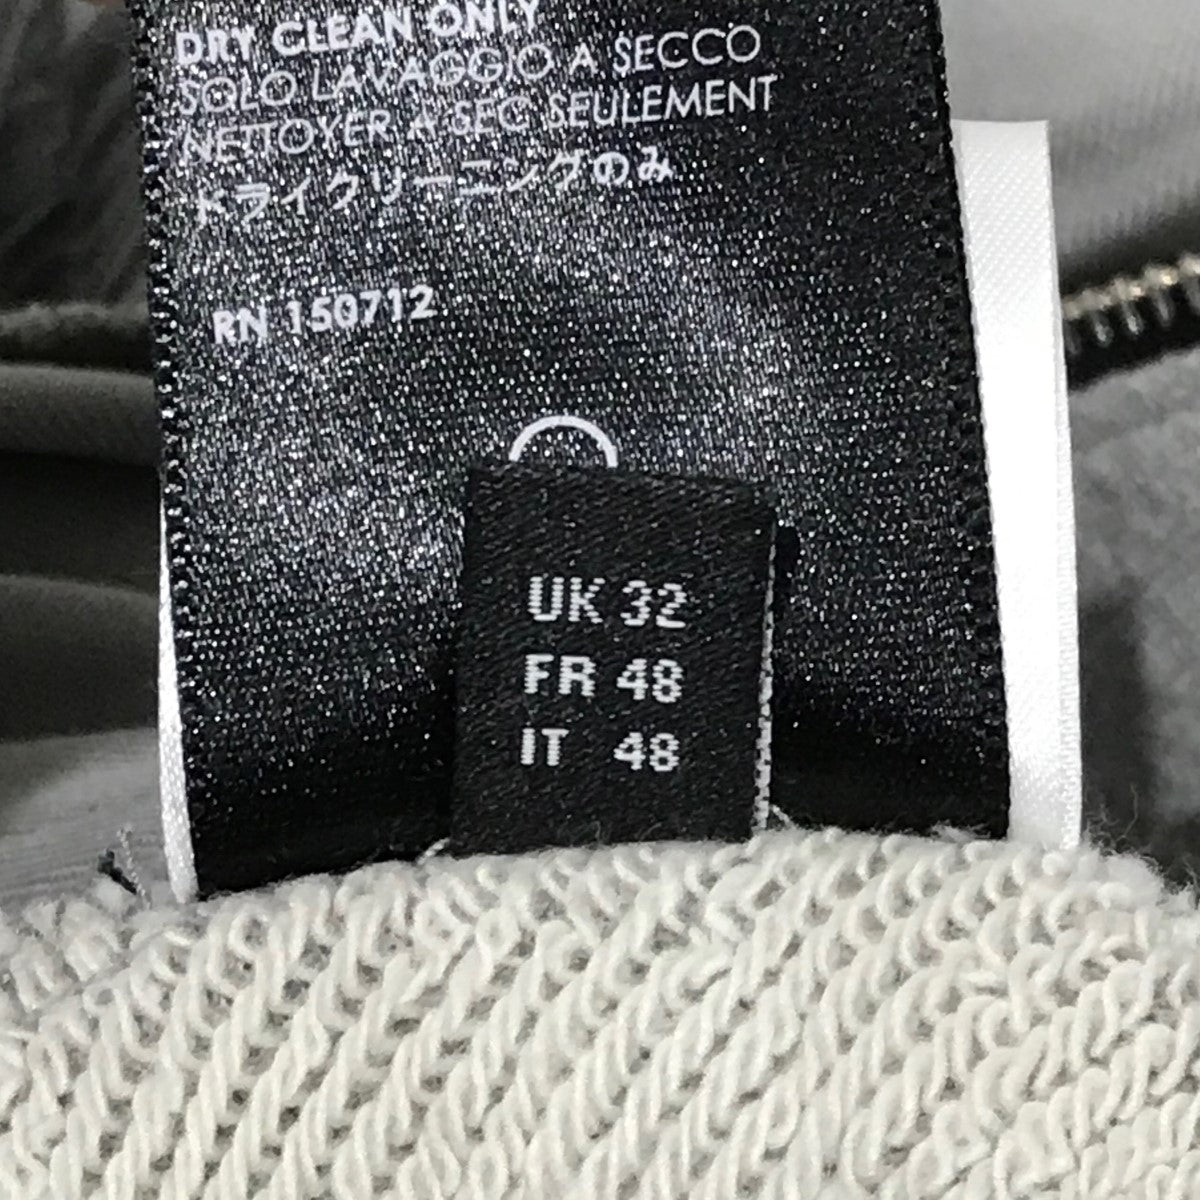 DRY CLEAN ONLY
SOLO LAVAGGIO A SECCO
NETTOYER A SEC SEULEMENT
ドライクリーニングのみ
RN 150712
UK 32
FR 48
IT 48